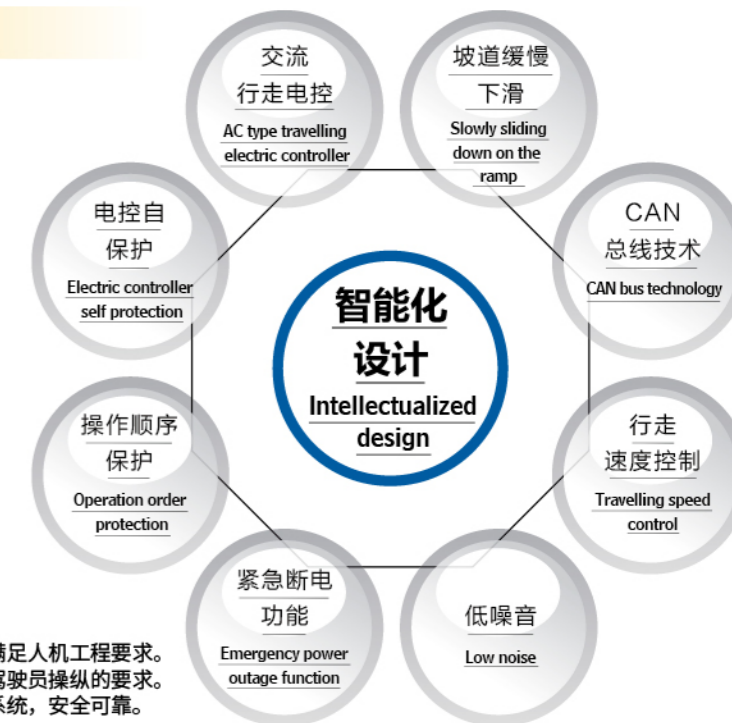 交流
行走电控
AC type travelling
electric controller
坡道缓慢
下滑
Slowly sliding
down on the
ramp
电控自
保护
Electric controller
self protection
CAN
总线技术
CAN bus technology
智能化
设计
Intellectualized
design
操作顺序
保护
Operation order
protection
行走
速度控制
Travelling speed
control
紧急断电
功能
Emergency power
outage function
低噪音
Low noise
满足人机工程要求。
驾驶员操纵的要求。
系统，安全可靠。